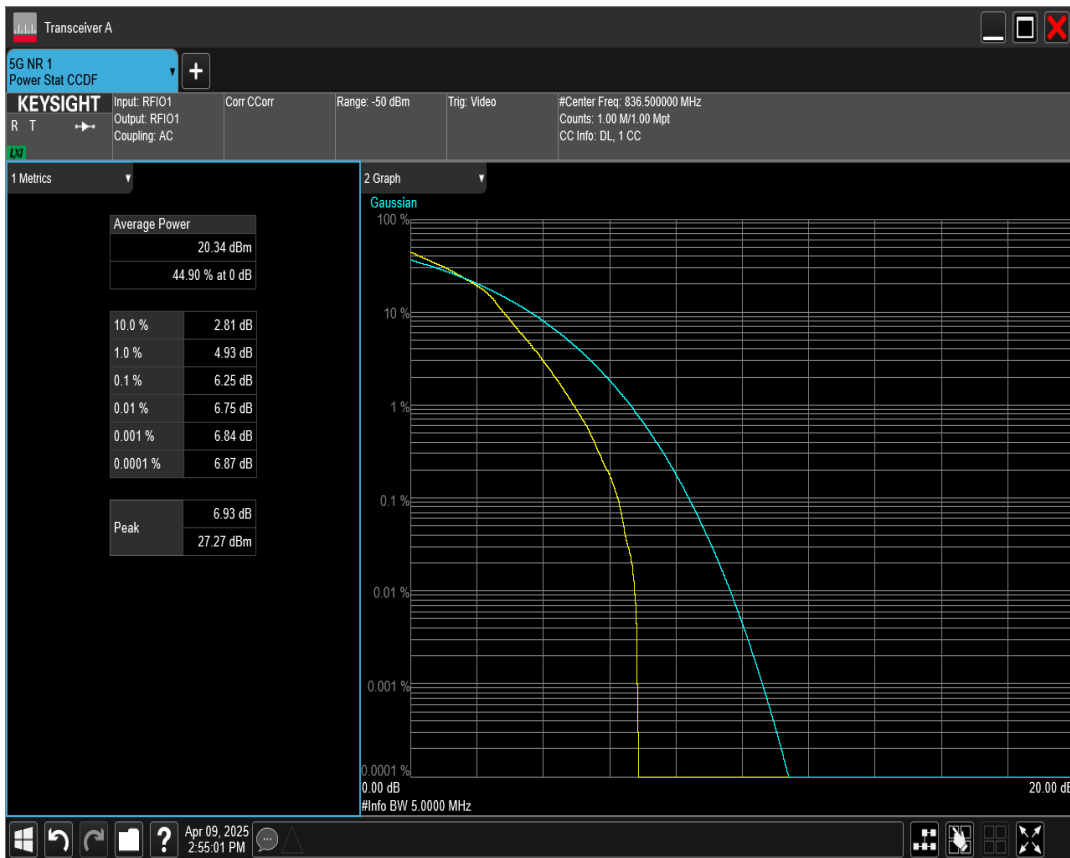 Transceiver A
5G NR 1
Power Stat CCDF
KEYSIGHT
R T
LXI
Input: RFIO1
Output: RFIO1
Coupling: AC
Corr CCorr
Range: -50 dBm
Trig: Video
#Center Freq: 836.500000 MHz
Counts: 1.00 M/1.00 Mpt
CC Info: DL, 1 CC
1 Metrics
Average Power
20.34 dBm
44.90 % at 0 dB
10.0 % 2.81 dB
1.0 % 4.93 dB
0.1 % 6.25 dB
0.01 % 6.75 dB
0.001 % 6.84 dB
0.0001 % 6.87 dB
Peak
6.93 dB
27.27 dBm
2 Graph
Gaussian
100 %
10 %
1 %
0.1 %
0.01 %
0.001 %
0.0001 %
0.00 dB 20.00 dB
#Info BW 5.0000 MHz
?
Apr 09, 2025
2:55:01 PM